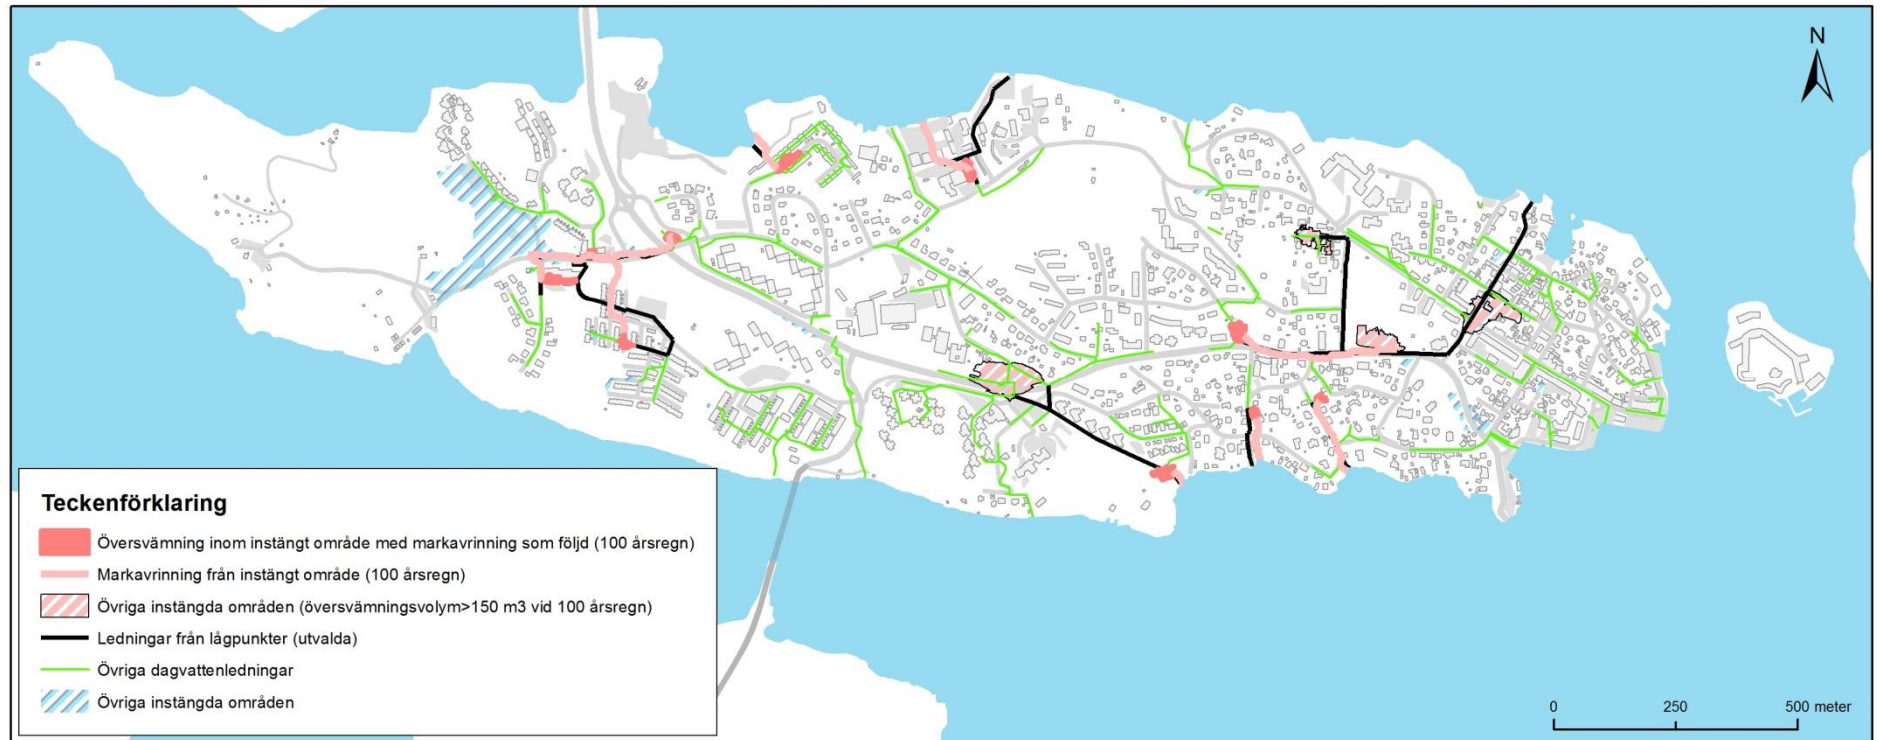 N
Teckenförklaring
Översvämning inom instängt område med markavrinning som följd (100 årsregn)
Markavrinning från instängt område (100 årsregn)
Övriga instängda områden (översvämningsvolym>150 m3 vid 100 årsregn)
Ledningar från lågpunkter (utvalda)
Övriga dagvattenledningar
Övriga instängda områden
0 250 500 meter